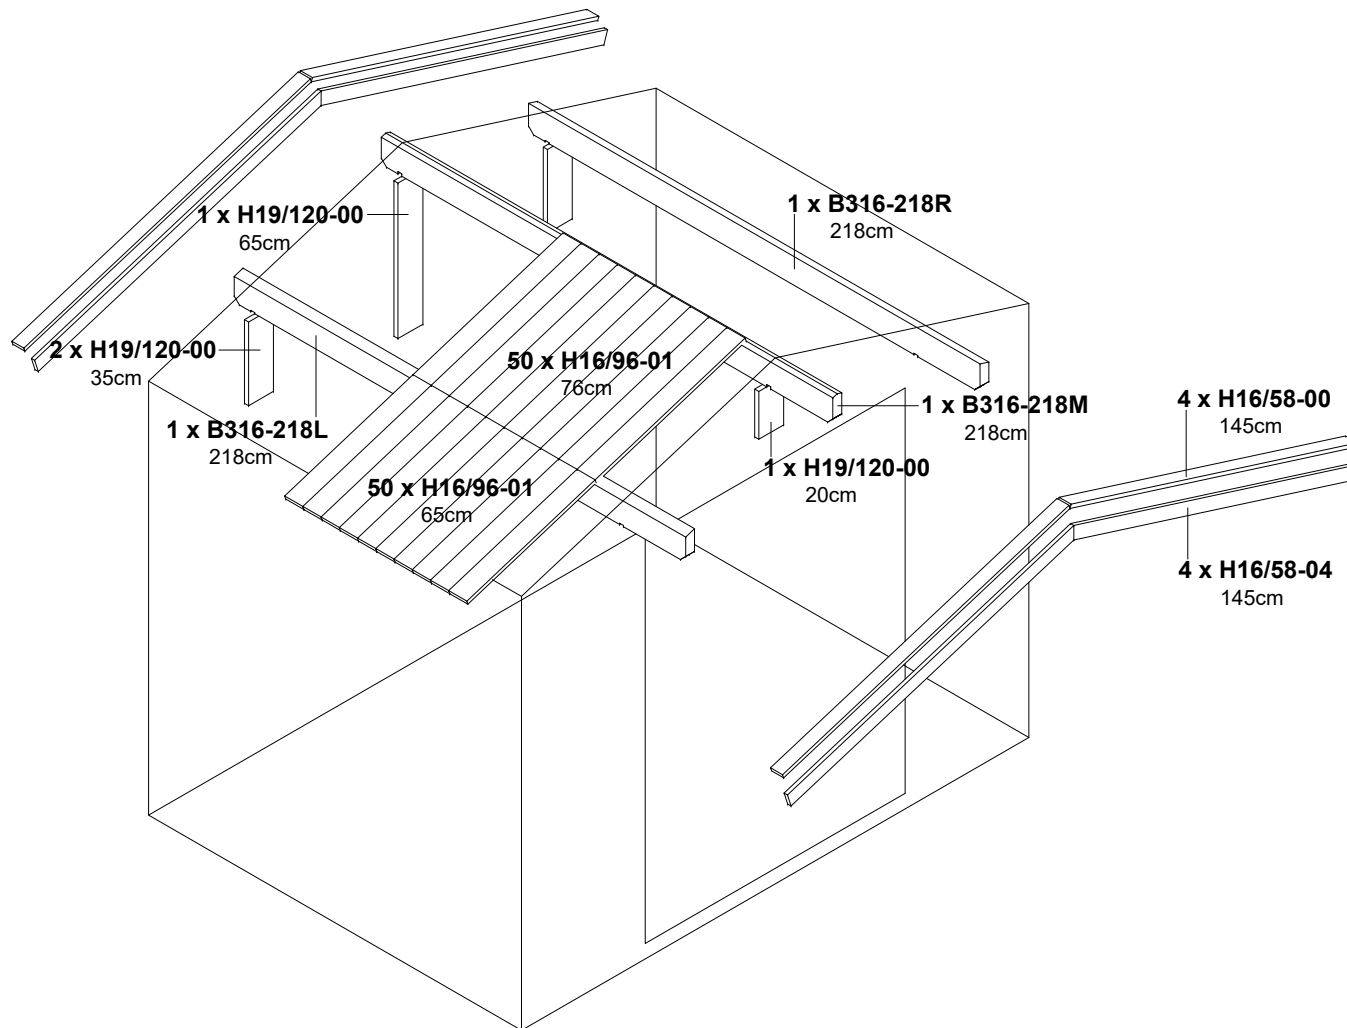 1 x B316-218R
218cm
1 x H19/120-00
65cm
2 x H19/120-00
35cm
50 x H16/96-01
76cm
1 x B316-218M
218cm
4 x H16/58-00
145cm
1 x B316-218L
218cm
1 x H19/120-00
20cm
50 x H16/96-01
65cm
4 x H16/58-04
145cm